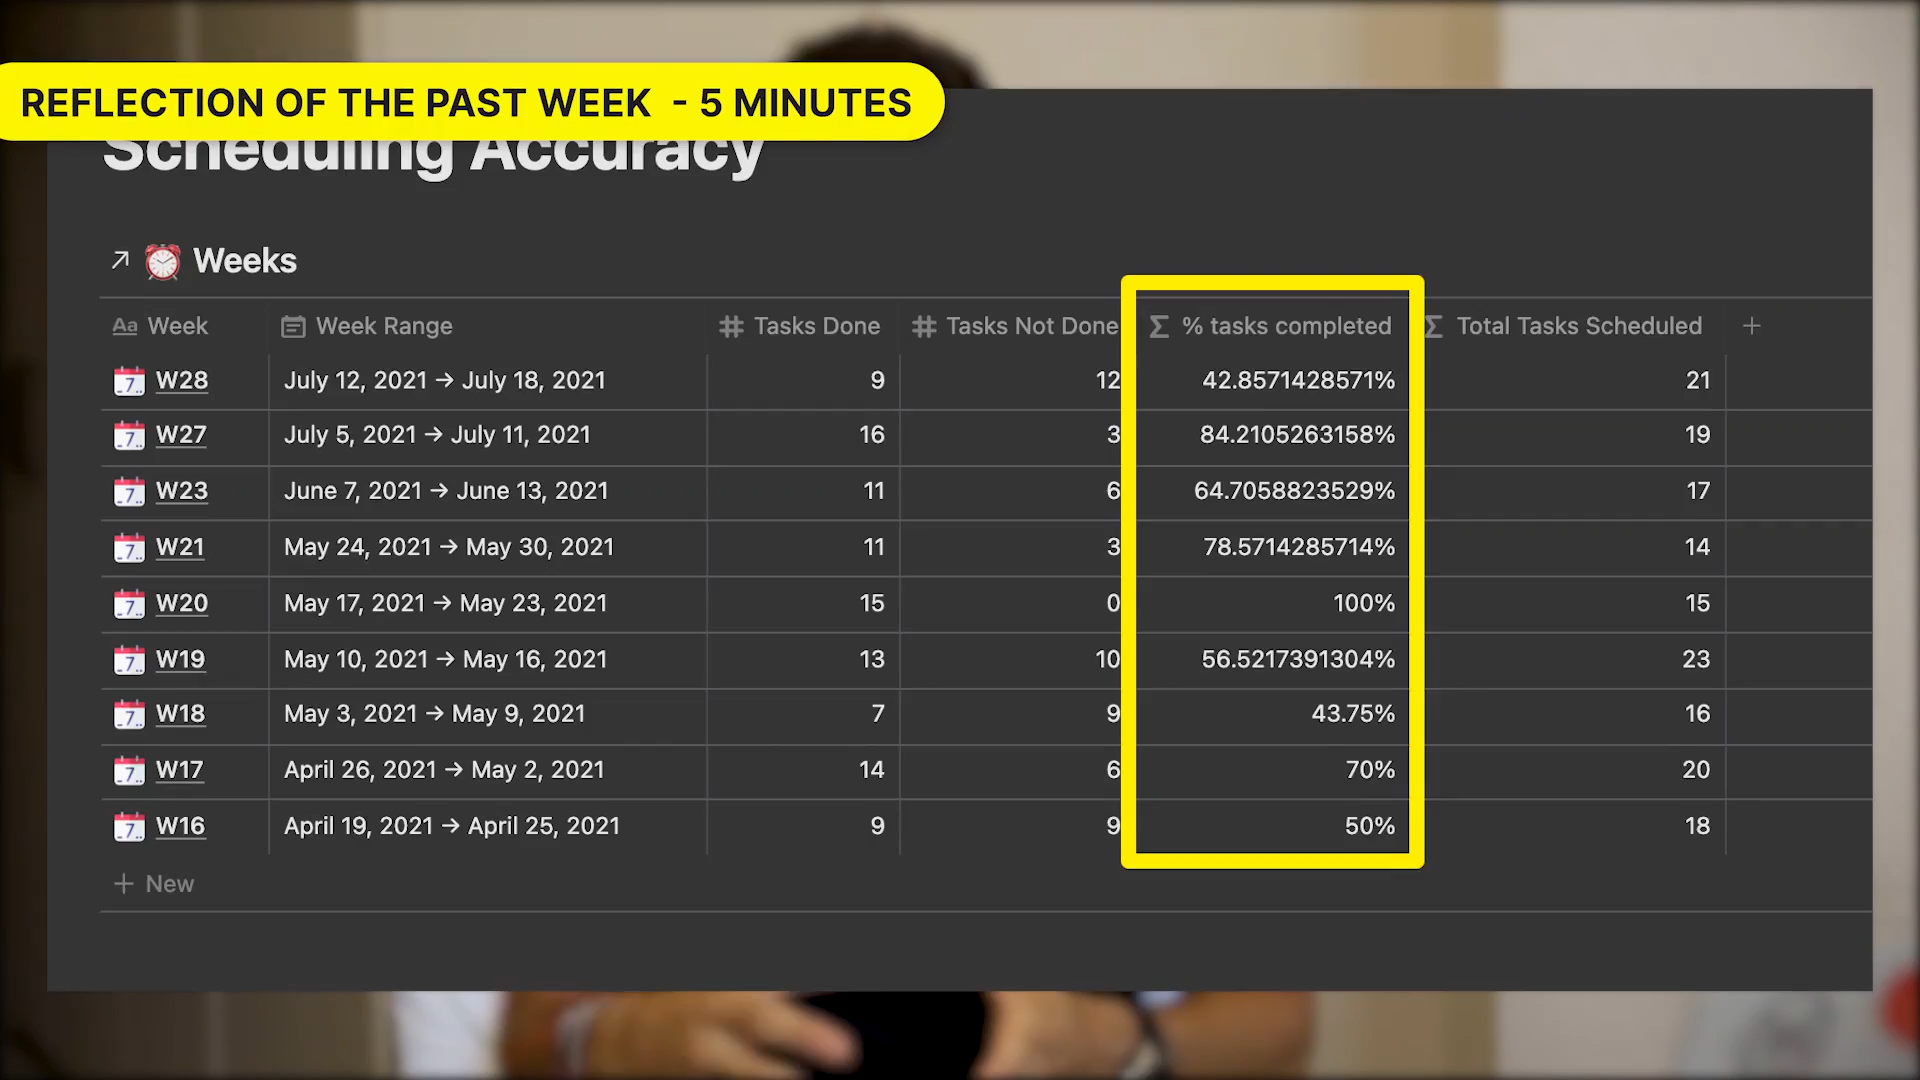 REFLECTION OF THE PAST WEEK - 5 MINUTES
Scheduling Accuracy
Weeks
Aa Week Week Range Tasks Done Tasks Not Done Σ % tasks completed Σ Total Tasks Scheduled +
W28 July 12, 2021 → July 18, 2021 9 12 42.8571428571% 21
W27 July 5, 2021 → July 11, 2021 16 3 84.2105263158% 19
W23 June 7, 2021 → June 13, 2021 11 6 64.7058823529% 17
W21 May 24, 2021 → May 30, 2021 11 3 78.5714285714% 14
W20 May 17, 2021 → May 23, 2021 15 0 100% 15
W19 May 10, 2021 → May 16, 2021 13 10 56.5217391304% 23
W18 May 3, 2021 → May 9, 2021 7 9 43.75% 16
W17 April 26, 2021 → May 2, 2021 14 6 70% 20
W16 April 19, 2021 → April 25, 2021 9 9 50% 18
+ New